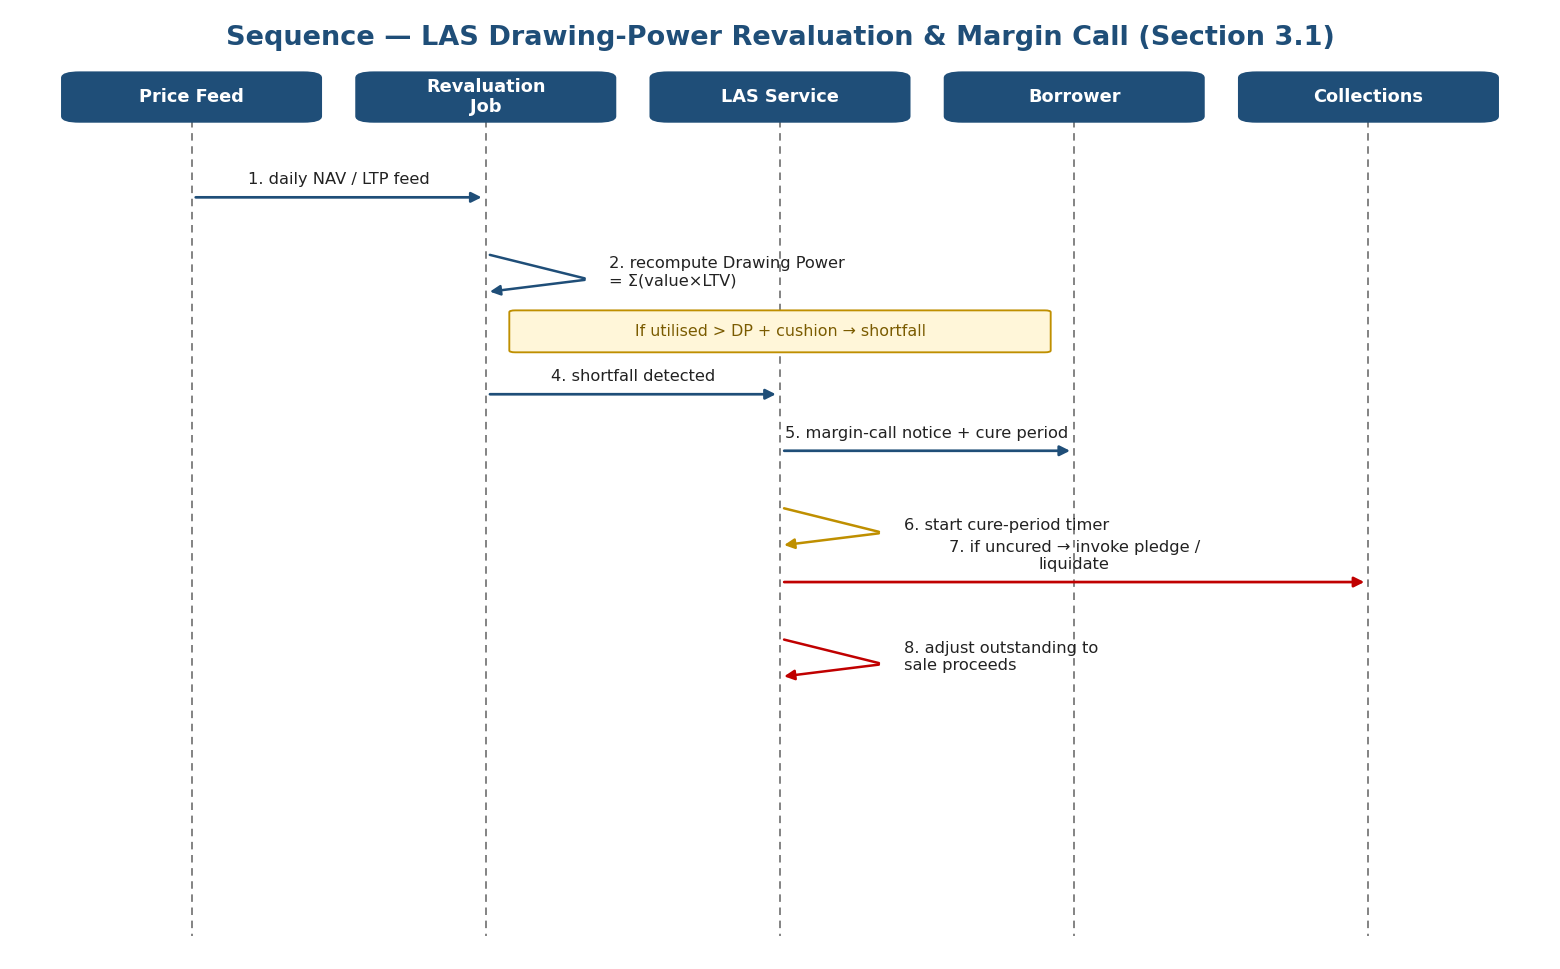 Sequence — LAS Drawing-Power Revaluation & Margin Call (Section 3.1)
Price Feed
Revaluation
Job
LAS Service
Borrower
Collections
1. daily NAV / LTP feed
2. recompute Drawing Power
= Σ(value×LTV)
If utilised > DP + cushion → shortfall
4. shortfall detected
5. margin-call notice + cure period
6. start cure-period timer
7. if uncured → invoke pledge /
liquidate
8. adjust outstanding to
sale proceeds